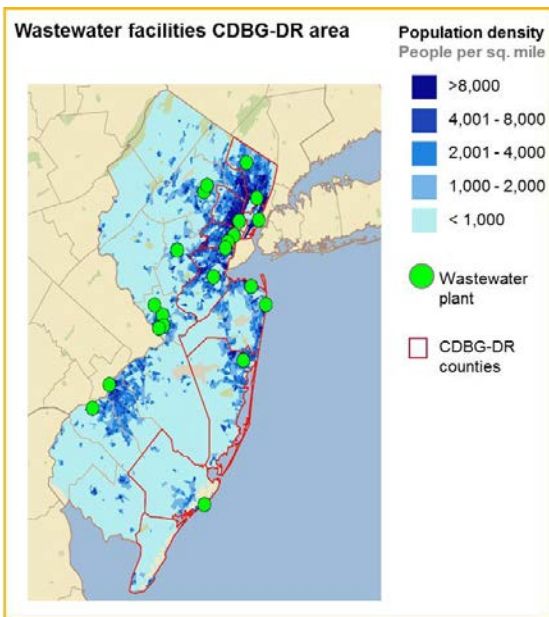 Wastewater facilities CDBG-DR area
Population density
People per sq. mile
>8,000
4,001 - 8,000
2,001 - 4,000
1,000 - 2,000
< 1,000
Wastewater
plant
CDBG-DR
counties